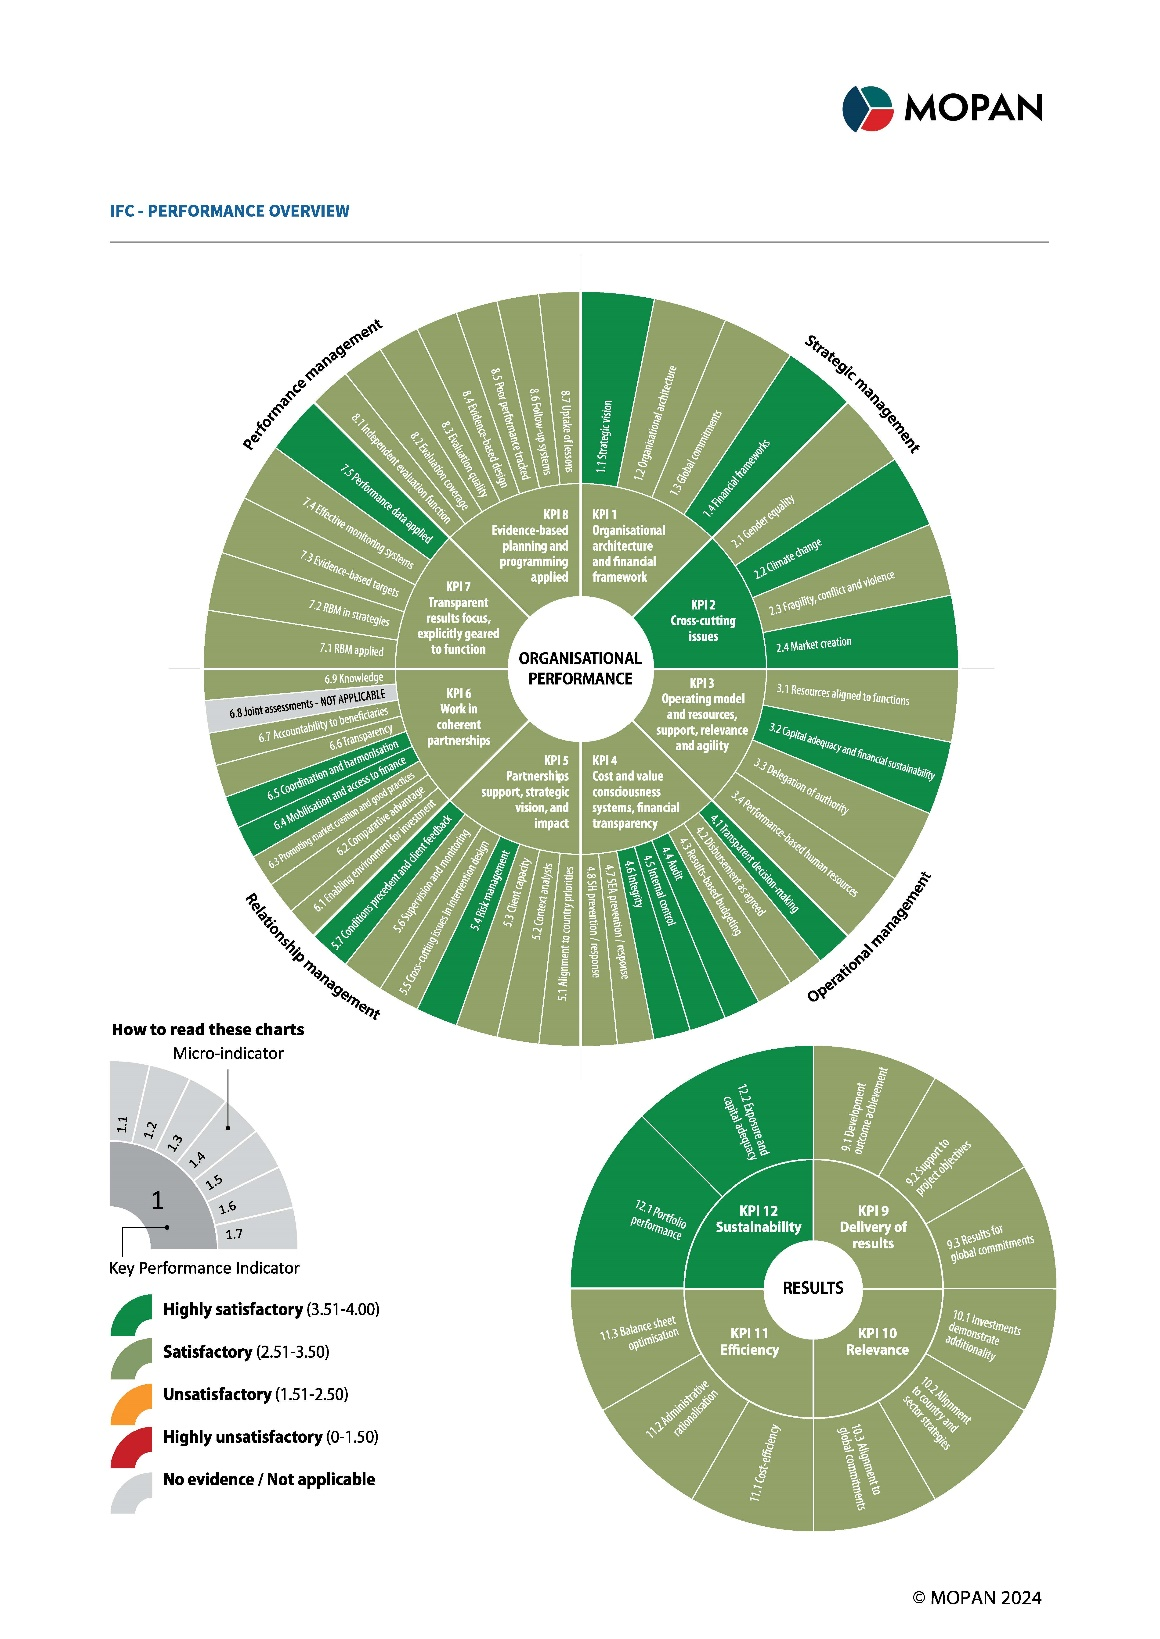 MOPAN
IFC - PERFORMANCE OVERVIEW
Performance management
Strategic management
Operational management
Relationship management
ORGANISATIONAL
PERFORMANCE
KPI 1
Organisational
architecture
and financial
framework
1.1 Strategic vision
1.2 Organisational architecture
1.3 Global commitments
1.4 Financial frameworks
KPI 2
Cross-cutting
issues
2.1 Gender equality
2.2 Climate change
2.3 Fragility, conflict and violence
2.4 Market creation
KPI 3
Operating model
and resources,
support, relevance
and agility
3.1 Resources aligned to functions
3.2 Capital adequacy and financial sustainability
3.3 Delegation of authority
3.4 Performance-based human resources
KPI 4
Cost and value
consciousness
systems, financial
transparency
4.1 Transparent decision-making
4.2 Disbursement as agreed
4.3 Results-based budgeting
4.4 Audit
4.5 Internal control
4.6 Integrity
4.7 SEA prevention / response
4.8 SH prevention / response
KPI 5
Partnerships
support, strategic
vision, and
impact
5.1 Alignment to country priorities
5.2 Context analysis
5.3 Client capacity
5.4 Risk management
5.5 Cross-cutting issues in intervention design
5.6 Supervision and monitoring
5.7 Conditions precedent and client feedback
KPI 6
Work in
coherent
partnerships
6.1 Enabling environment for investment
6.2 Comparative advantage
6.3 Promoting market creation and good practices
6.4 Mobilisation and access to finance
6.5 Coordination and harmonisation
6.6 Transparency
6.7 Accountability to beneficiaries
6.8 Joint assessments - NOT APPLICABLE
6.9 Knowledge
KPI 7
Transparent
results focus,
explicitly geared
to function
7.1 RBM applied
7.2 RBM in strategies
7.3 Evidence-based targets
7.4 Effective monitoring systems
7.5 Performance data applied
KPI 8
Evidence-based
planning and
programming
applied
8.1 Independent evaluation function
8.2 Evaluation coverage
8.3 Evaluation quality
8.4 Evidence-based design
8.5 Poor performance tracked
8.6 Follow-up systems
8.7 Uptake of lessons
How to read these charts
Micro-indicator
1.1
1.2
1.3
1.4
1.5
1.6
1.7
1
Key Performance Indicator
Highly satisfactory (3.51-4.00)
Satisfactory (2.51-3.50)
Unsatisfactory (1.51-2.50)
Highly unsatisfactory (0-1.50)
No evidence / Not applicable
RESULTS
KPI 9
Delivery of
results
9.1 Development
outcome achievement
9.2 Support to
project objectives
9.3 Results for
global commitments
KPI 10
Relevance
10.1 Investments
demonstrate
additionality
10.2 Alignment
to country and
sector strategies
10.3 Alignment to
global commitments
KPI 11
Efficiency
11.1 Cost-efficiency
11.2 Administrative
rationalisation
11.3 Balance sheet
optimisation
KPI 12
Sustainability
12.1 Portfolio
performance
12.2 Exposure and
capital adequacy
© MOPAN 2024